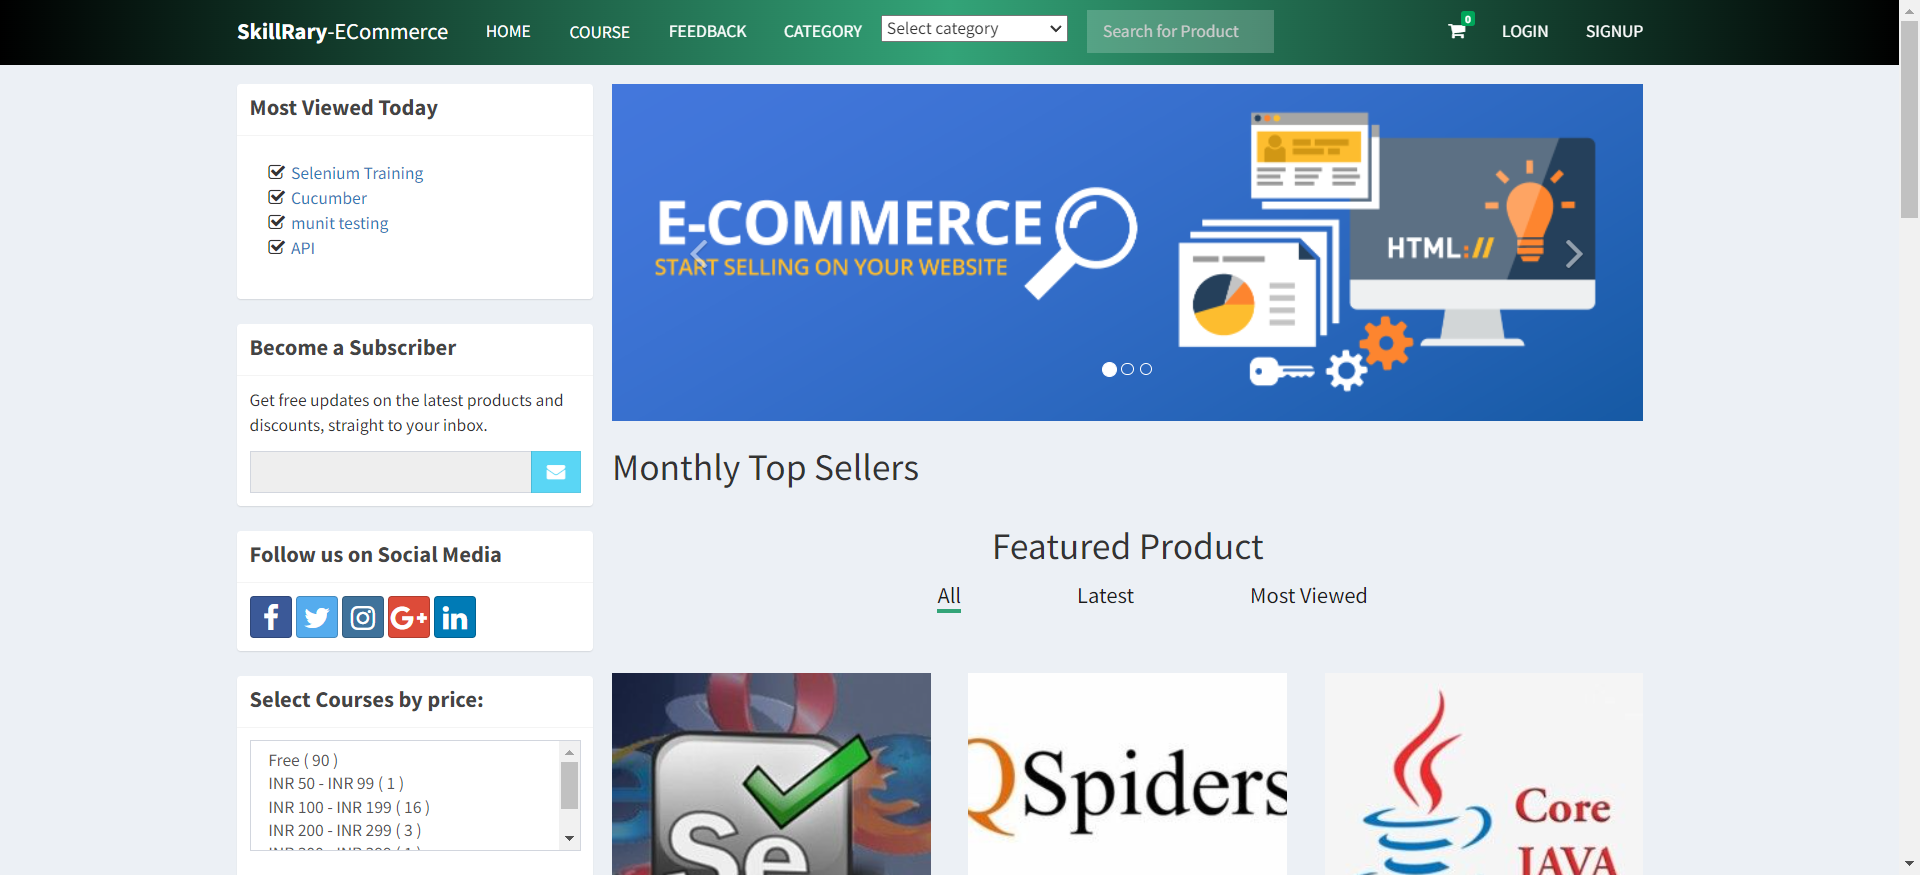 SkillRary-ECommerce HOME COURSE FEEDBACK CATEGORY Select category Search for Product 0 LOGIN SIGNUP
Most Viewed Today
Selenium Training
Cucumber
munit testing
API
Become a Subscriber
Get free updates on the latest products and
discounts, straight to your inbox.
Follow us on Social Media
Select Courses by price:
Free ( 90 )
INR 50 - INR 99 ( 1 )
INR 100 - INR 199 ( 16 )
INR 200 - INR 299 ( 3 )
E-COMMERCE
START SELLING ON YOUR WEBSITE
HTML://
Monthly Top Sellers
Featured Product
All Latest Most Viewed
Se
QSpiders
Core
JAVA